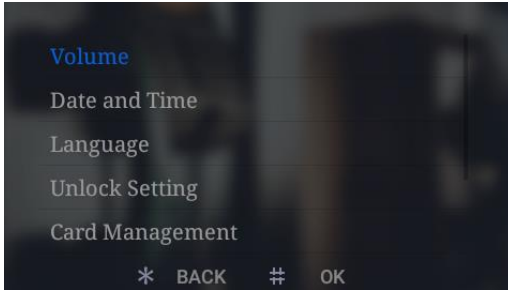 Volume
Date and Time
Language
Unlock Setting
Card Management
* BACK # OK